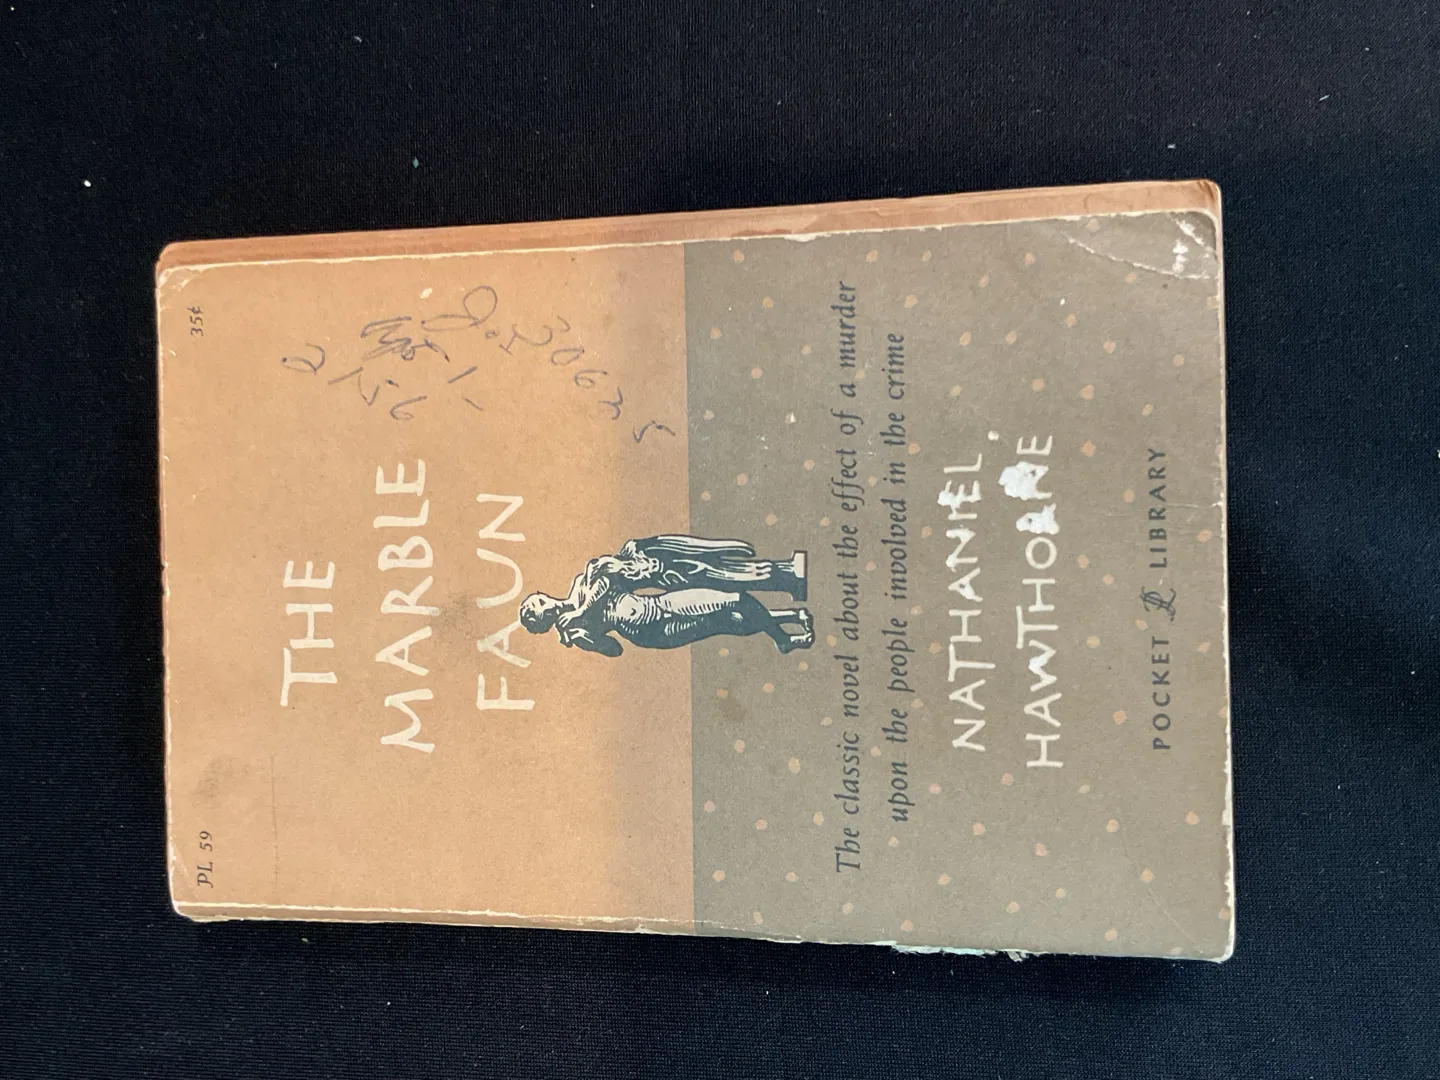 PL 59 35¢
THE
MARBLE
FAUN
The classic novel about the effect of a murder
upon the people involved in the crime
NATHANIEL
HAWTHORNE
POCKET PL LIBRARY